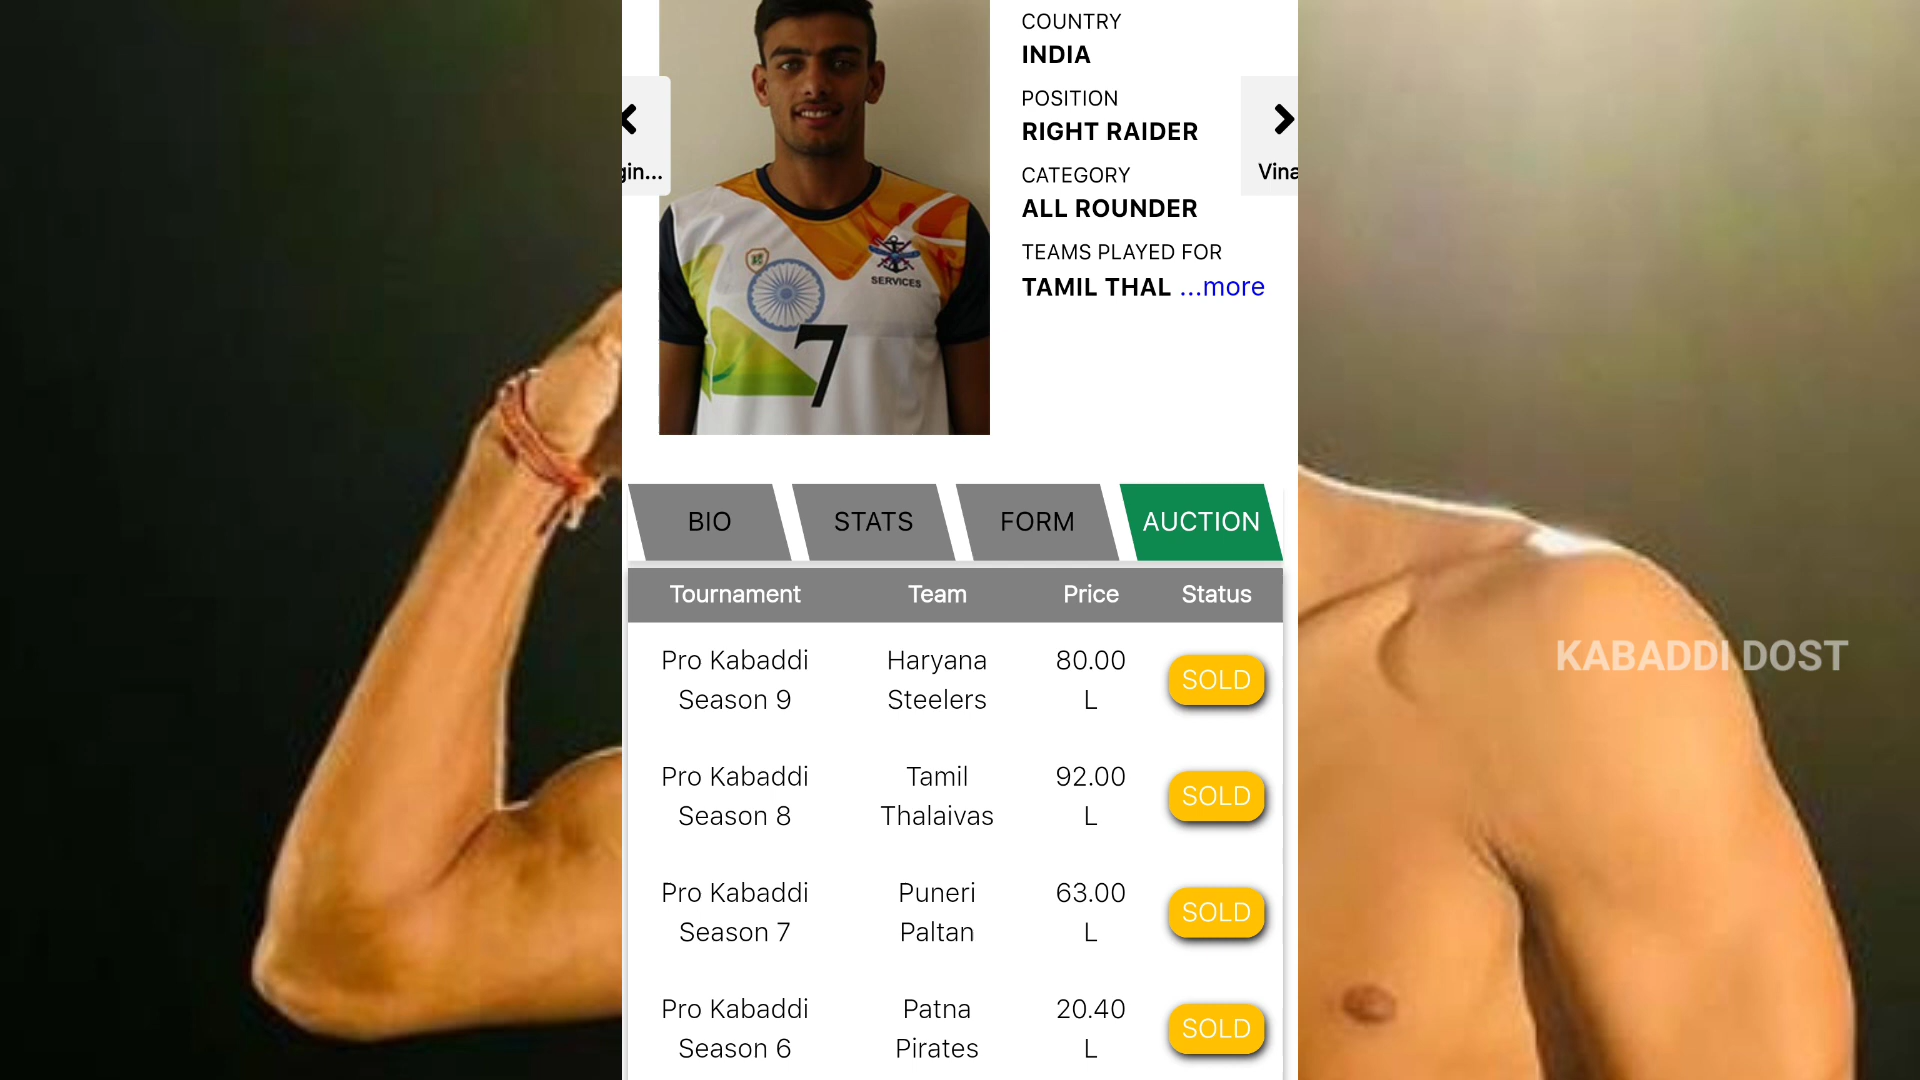 COUNTRY
INDIA
POSITION
RIGHT RAIDER
CATEGORY
ALL ROUNDER
TEAMS PLAYED FOR
TAMIL THAL ...more
gin...
Vina
SERVICES
7
BIO STATS FORM AUCTION
Tournament Team Price Status
Pro Kabaddi Haryana 80.00 SOLD
Season 9 Steelers L
Pro Kabaddi Tamil 92.00 SOLD
Season 8 Thalaivas L
Pro Kabaddi Puneri 63.00 SOLD
Season 7 Paltan L
Pro Kabaddi Patna 20.40 SOLD
Season 6 Pirates L
KABADDI DOST